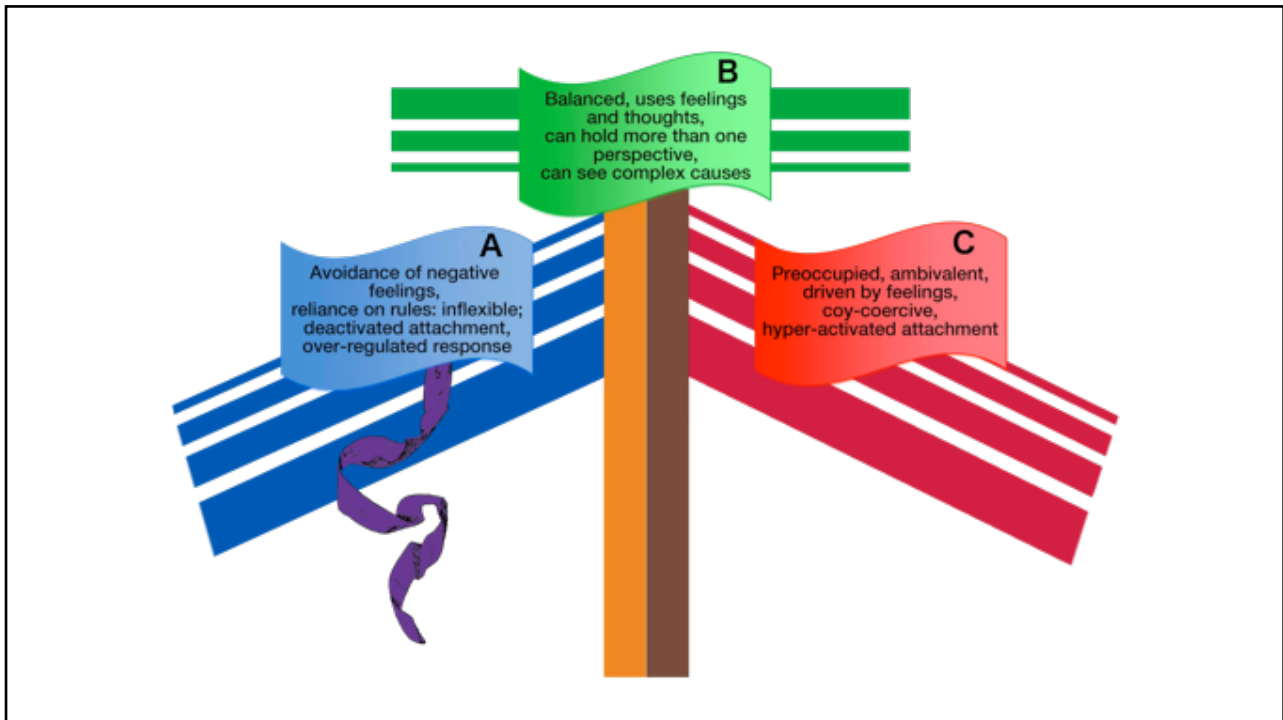 B
Balanced, uses feelings
and thoughts,
can hold more than one
perspective,
can see complex causes
A
Avoidance of negative
feelings,
reliance on rules: inflexible;
deactivated attachment,
over-regulated response
C
Preoccupied, ambivalent,
driven by feelings,
coy-coercive,
hyper-activated attachment